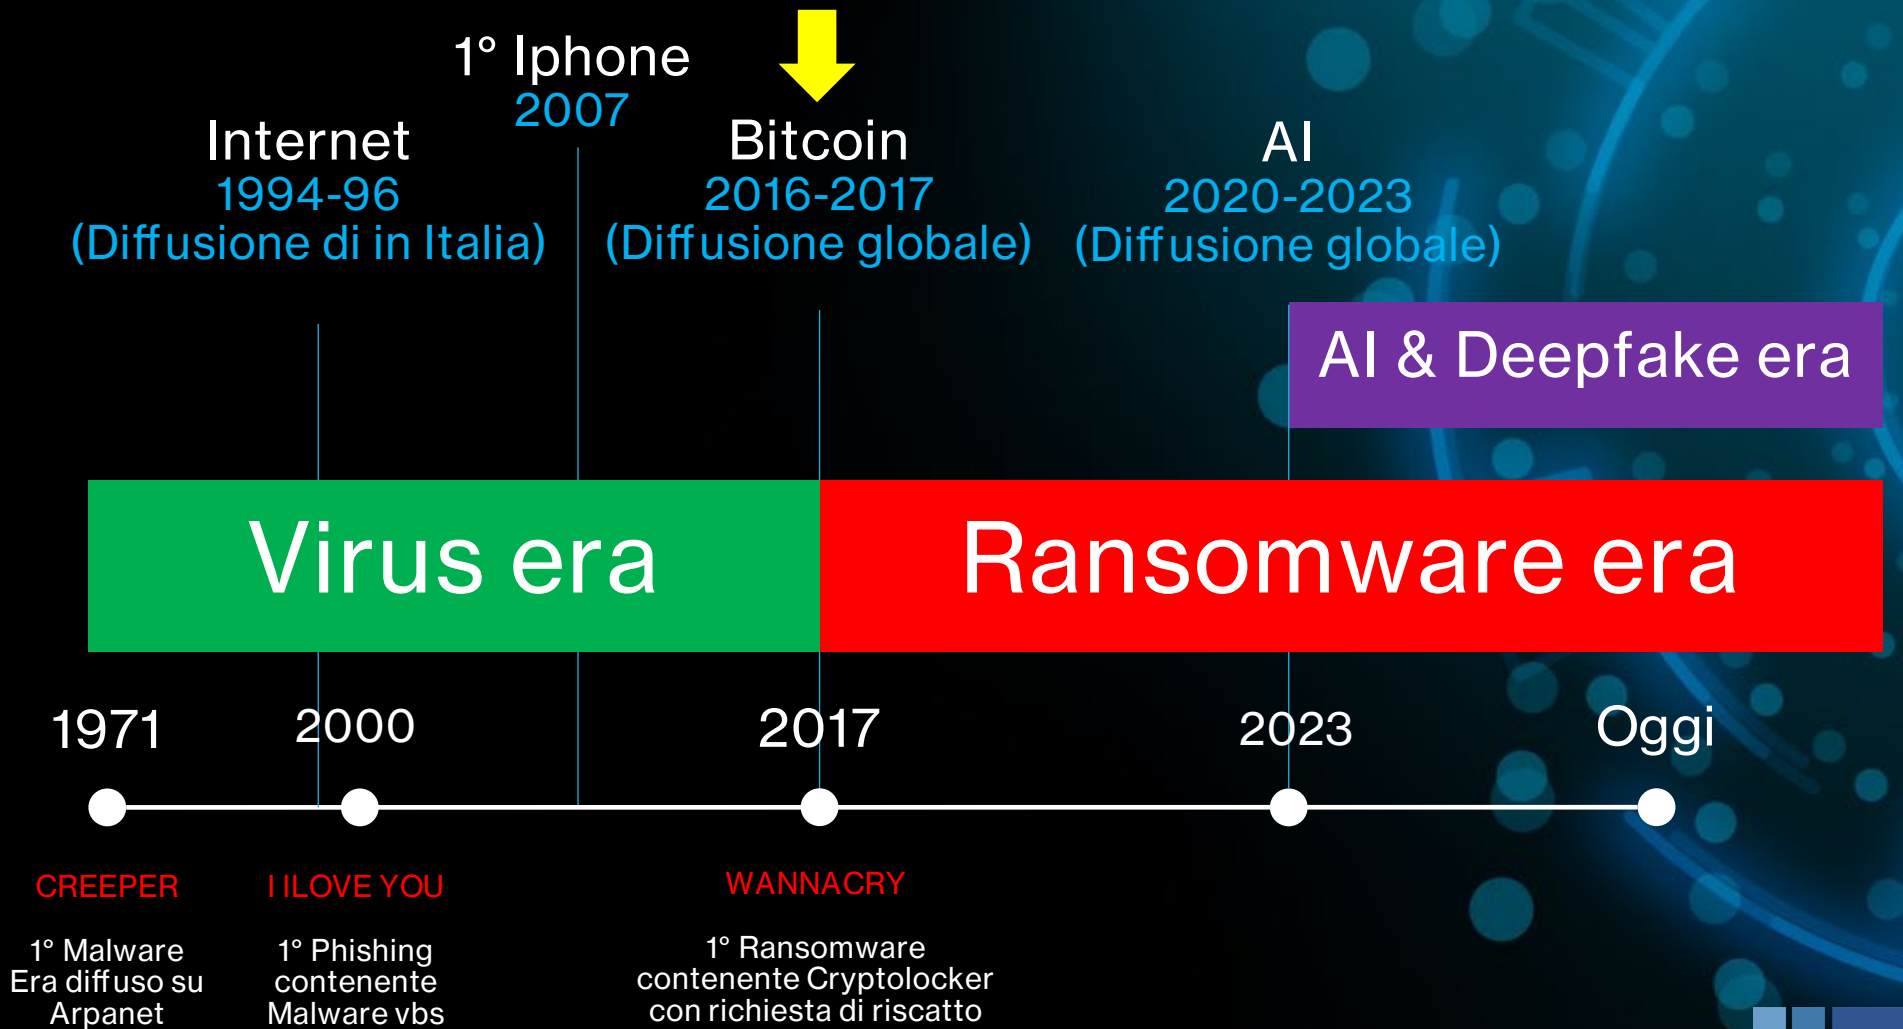 1° Iphone
2007
Internet
1994-96
(Diffusione di in Italia)
Bitcoin
2016-2017
(Diffusione globale)
AI
2020-2023
(Diffusione globale)
AI & Deepfake era
Virus era
Ransomware era
1971
2000
2017
2023
Oggi
CREEPER
1° Malware
Era diffuso su
Arpanet
I ILOVE YOU
1° Phishing
contenente
Malware vbs
WANNACRY
1° Ransomware
contenente Cryptolocker
con richiesta di riscatto